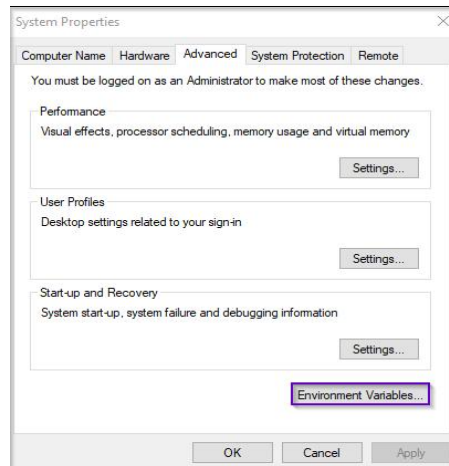 System Properties
Computer Name Hardware Advanced System Protection Remote
You must be logged on as an Administrator to make most of these changes.
Performance
Visual effects, processor scheduling, memory usage and virtual memory
Settings...
User Profiles
Desktop settings related to your sign-in
Settings...
Start-up and Recovery
System start-up, system failure and debugging information
Settings...
Environment Variables...
OK Cancel Apply